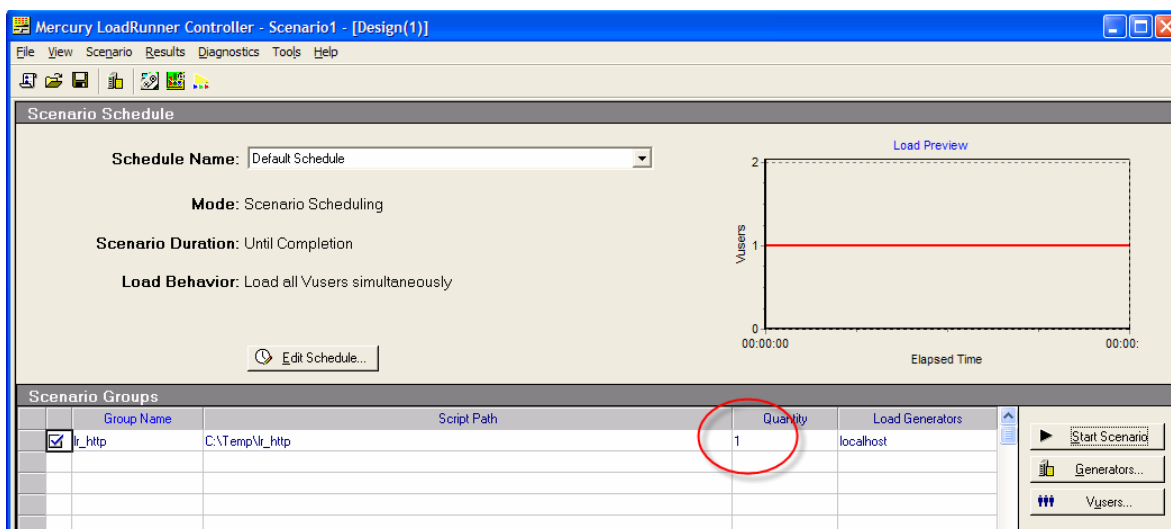 Mercury LoadRunner Controller - Scenario1 - [Design(1)]
File View Scenario Results Diagnostics Tools Help
Scenario Schedule
Schedule Name: Default Schedule
Mode: Scenario Scheduling
Scenario Duration: Until Completion
Load Behavior: Load all Vusers simultaneously
Edit Schedule...
Load Preview
2
Vusers
1
0
00:00:00 00:00:
Elapsed Time
Scenario Groups
Group Name Script Path Quantity Load Generators
lr_http C:\Temp\lr_http 1 localhost
Start Scenario
Generators...
Vusers...